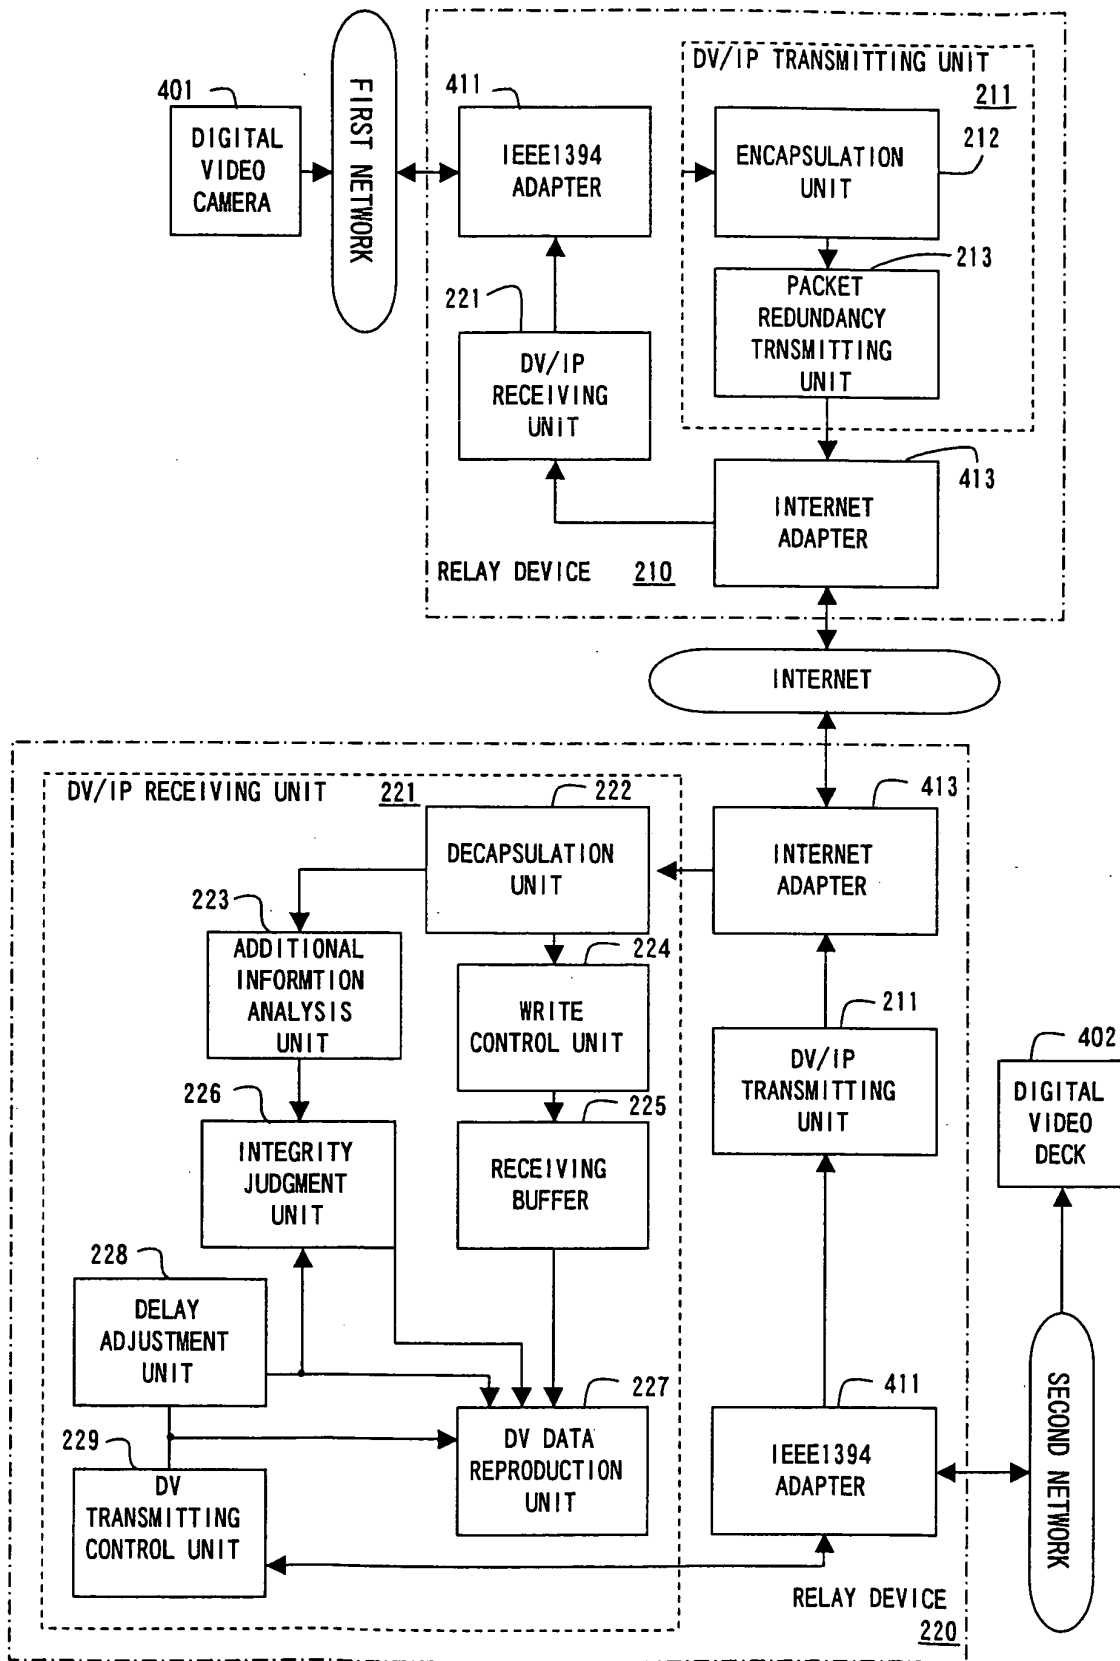 DV/IP TRANSMITTING UNIT
211
401
DIGITAL
VIDEO
CAMERA
FIRST NETWORK
411
IEEE1394
ADAPTER
212
ENCAPSULATION
UNIT
213
PACKET
REDUNDANCY
TRNSMITTING
UNIT
221
DV/IP
RECEIVING
UNIT
413
INTERNET
ADAPTER
RELAY DEVICE 210
INTERNET
DV/IP RECEIVING UNIT 221
222
DECAPSULATION
UNIT
413
INTERNET
ADAPTER
223
ADDITIONAL
INFORMTION
ANALYSIS
UNIT
224
WRITE
CONTROL UNIT
211
DV/IP
TRANSMITTING
UNIT
402
DIGITAL
VIDEO
DECK
226
INTEGRITY
JUDGMENT
UNIT
225
RECEIVING
BUFFER
228
DELAY
ADJUSTMENT
UNIT
227
DV DATA
REPRODUCTION
UNIT
411
IEEE1394
ADAPTER
SECOND NETWORK
229
DV
TRANSMITTING
CONTROL UNIT
RELAY DEVICE
220